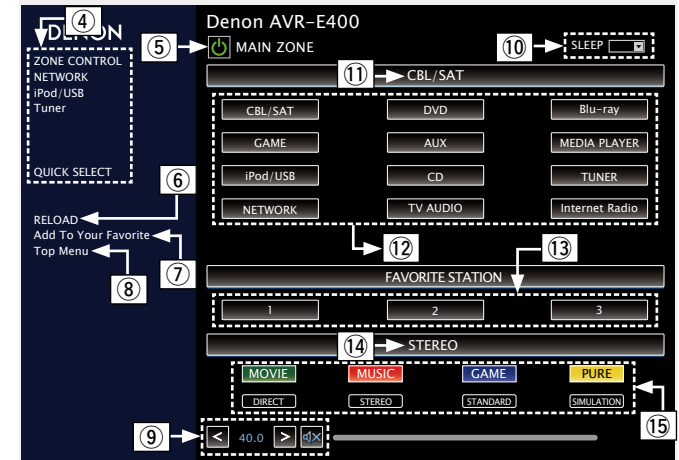 ④
DENON
ZONE CONTROL
NETWORK
iPod/USB
Tuner
QUICK SELECT
⑥
RELOAD
Add To Your Favorite
Top Menu
⑦
⑧
Denon AVR-E400
⑤
MAIN ZONE
⑩
SLEEP
⑪
CBL/SAT
CBL/SAT
DVD
Blu-ray
GAME
AUX
MEDIA PLAYER
iPod/USB
CD
TUNER
NETWORK
TV AUDIO
Internet Radio
⑫
⑬
FAVORITE STATION
1
2
3
⑭
STEREO
MOVIE
MUSIC
GAME
PURE
DIRECT
STEREO
STANDARD
SIMULATION
⑮
⑨
<
40.0
>